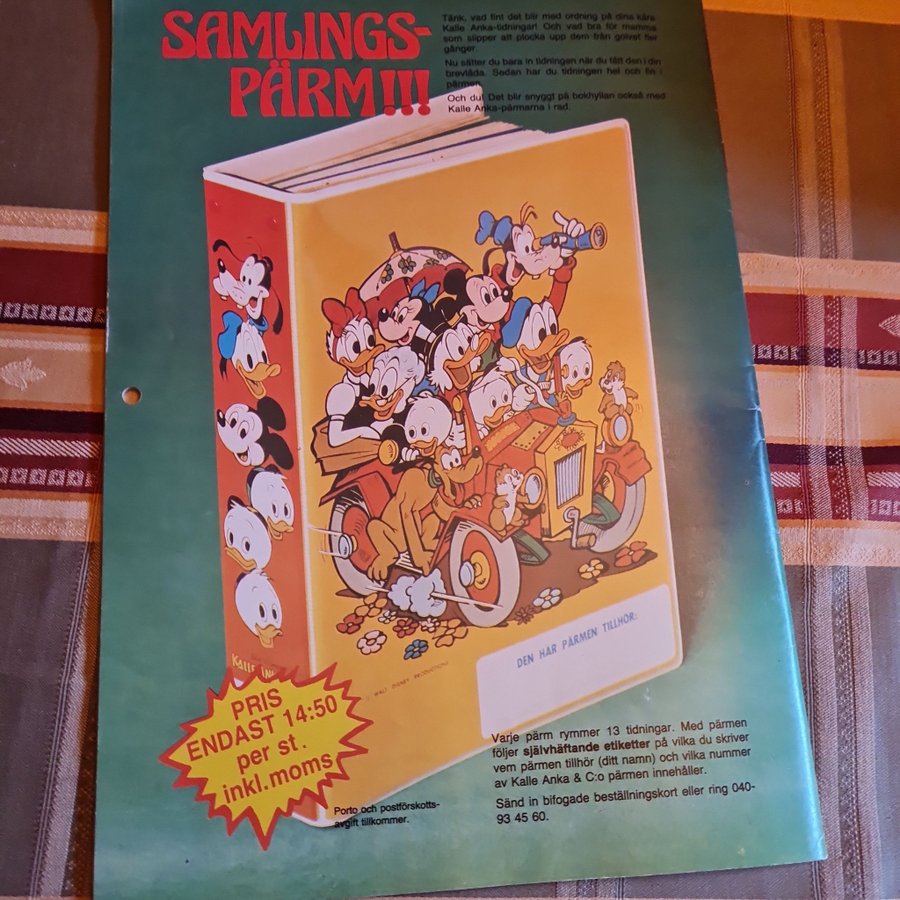 SAMLINGS-
PÄRM!!!
Tänk, vad fint det blir med ordning på dina kära
Kalle Anka-tidningar! Och vad bra för mamma
som slipper att plocka upp dem från golvet fler
gånger.
Nu sätter du bara in tidningen när du fått den i din
brevlåda. Sedan har du tidningen hel och fin i
pärmen.
Och du! Det blir snyggt på bokhyllan också med
Kalle Anka-pärmarna i rad.
DEN HÄR PÄRMEN TILLHÖR:
WALT DISNEY PRODUCTIONS
KALLE
PRIS
ENDAST 14:50
per st.
inkl.moms
Porto och postförskotts-
avgift tillkommer.
Varje pärm rymmer 13 tidningar. Med pärmen
följer självhäftande etiketter på vilka du skriver
vem pärmen tillhör (ditt namn) och vilka nummer
av Kalle Anka & C:o pärmen innehåller.
Sänd in bifogade beställningskort eller ring 040-
93 45 60.